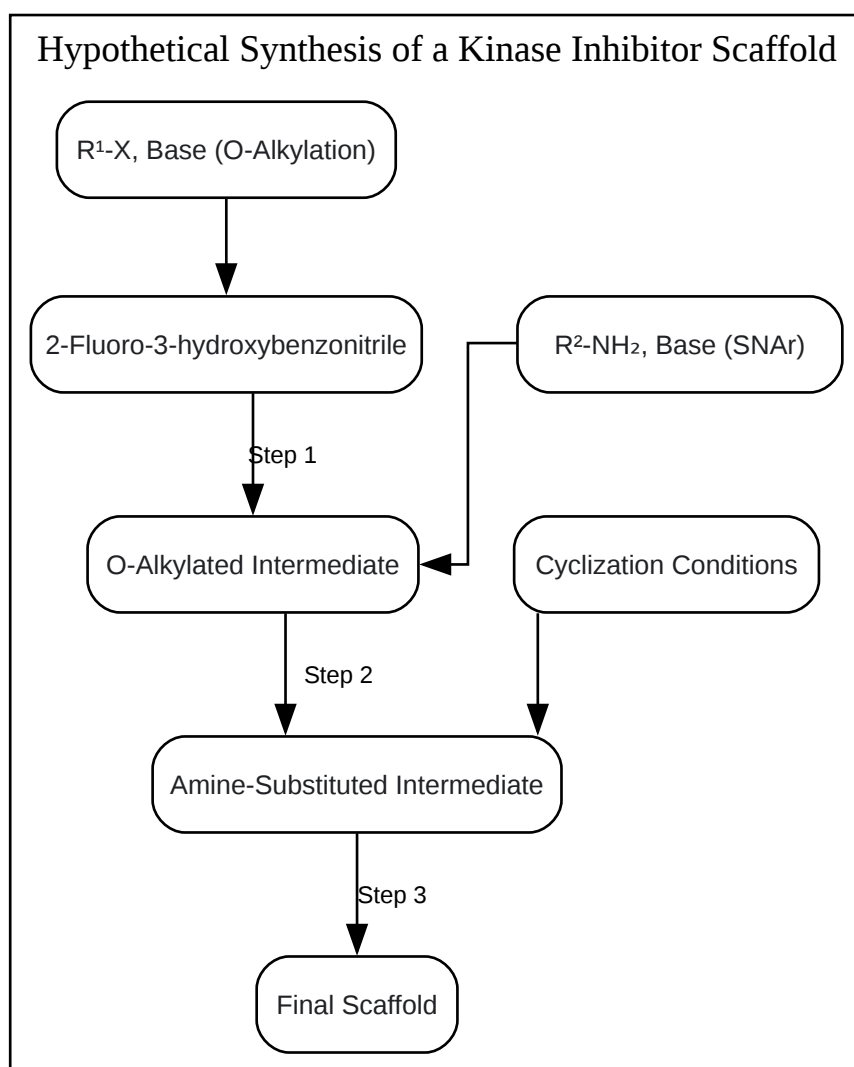 Hypothetical Synthesis of a Kinase Inhibitor Scaffold
R¹-X, Base (O-Alkylation)
2-Fluoro-3-hydroxybenzonitrile
R²-NH₂, Base (SNAr)
Step 1
O-Alkylated Intermediate
Cyclization Conditions
Step 2
Amine-Substituted Intermediate
Step 3
Final Scaffold